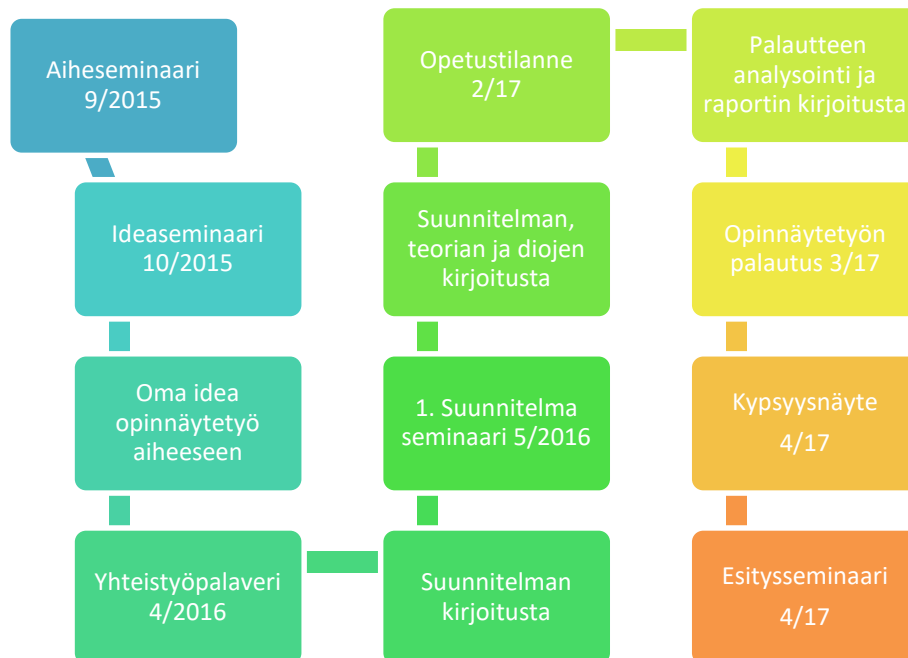 Aiheseminaari
9/2015
Ideaseminaari
10/2015
Oma idea
opinnäytetyö
aiheeseen
Yhteistyöpalaveri
4/2016
Suunnitelman
kirjoitusta
1. Suunnitelma
seminaari 5/2016
Suunnitelman,
teorian ja diojen
kirjoitusta
Opetustilanne
2/17
Palautteen
analysointi ja
raportin kirjoitusta
Opinnäytetyön
palautus 3/17
Kypsyysnäyte
4/17
Esitysseminaari
4/17